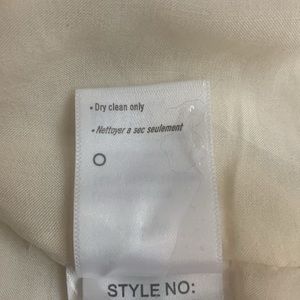 • Dry clean only
• Nettoyer a sec seulement
STYLE NO: